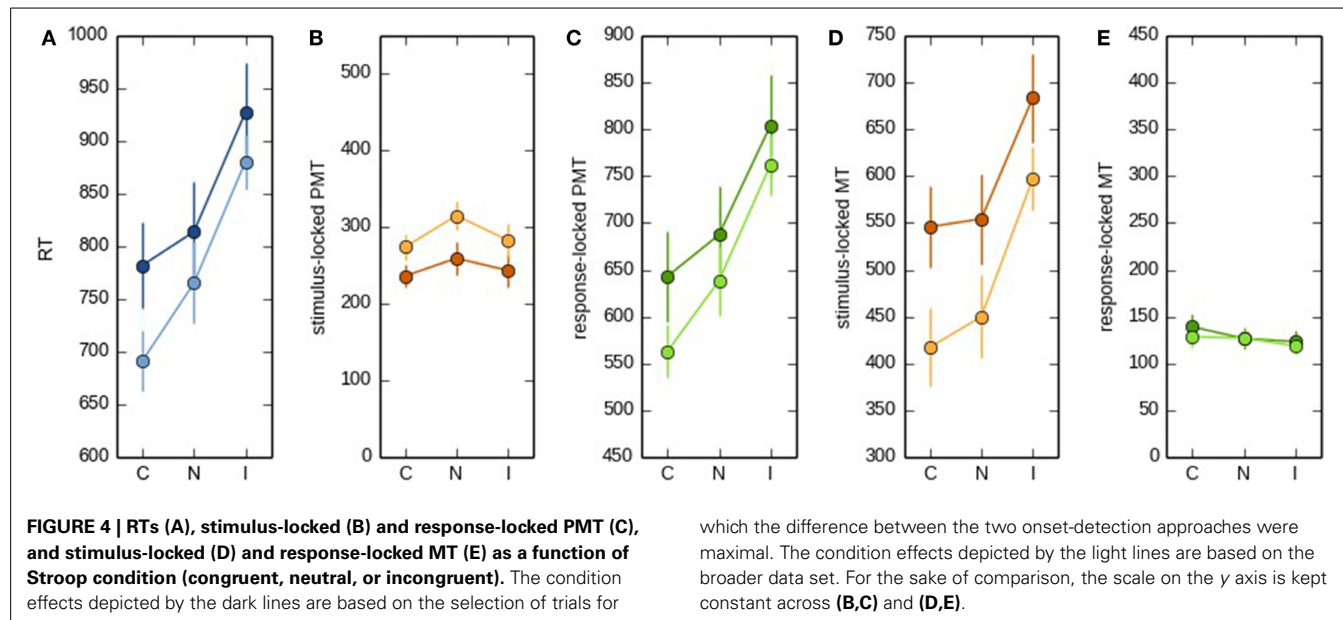 A
B
C
D
E
RT
1000
950
900
850
800
750
700
650
600
C N I
stimulus-locked PMT
500
400
300
200
100
0
C N I
response-locked PMT
900
850
800
750
700
650
600
550
500
450
C N I
stimulus-locked MT
750
700
650
600
550
500
450
400
350
300
C N I
response-locked MT
450
400
350
300
250
200
150
100
50
0
C N I
FIGURE 4 | RTs (A), stimulus-locked (B) and response-locked PMT (C),
and stimulus-locked (D) and response-locked MT (E) as a function of
Stroop condition (congruent, neutral, or incongruent). The condition
effects depicted by the dark lines are based on the selection of trials for
which the difference between the two onset-detection approaches were
maximal. The condition effects depicted by the light lines are based on the
broader data set. For the sake of comparison, the scale on the y axis is kept
constant across (B,C) and (D,E).